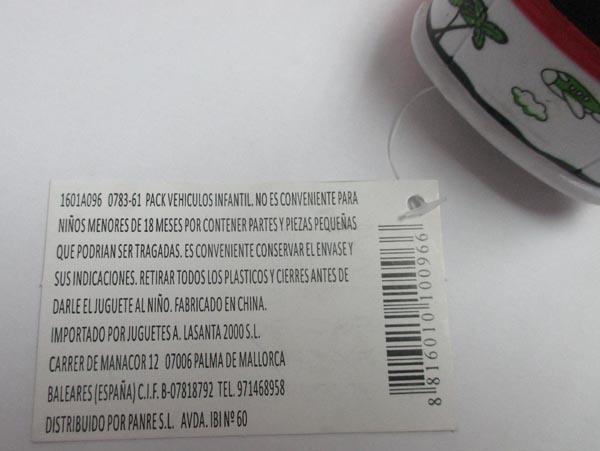 1601A096 0783-61 PACK VEHICULOS INFANTIL. NO ES CONVENIENTE PARA
NIÑOS MENORES DE 18 MESES POR CONTENER PARTES Y PIEZAS PEQUEÑAS
QUE PODRIAN SER TRAGADAS. ES CONVENIENTE CONSERVAR EL ENVASE Y
SUS INDICACIONES. RETIRAR TODOS LOS PLASTICOS Y CIERRES ANTES DE
DARLE EL JUGUETE AL NIÑO. FABRICADO EN CHINA.
IMPORTADO POR JUGUETES A. LASANTA 2000 S.L.
CARRER DE MANACOR 12 07006 PALMA DE MALLORCA
BALEARES (ESPAÑA) C.I.F. B-07818792 TEL. 971468958
DISTRIBUIDO POR PANRE S.L. AVDA. IBI Nº 60
8 816010 100966